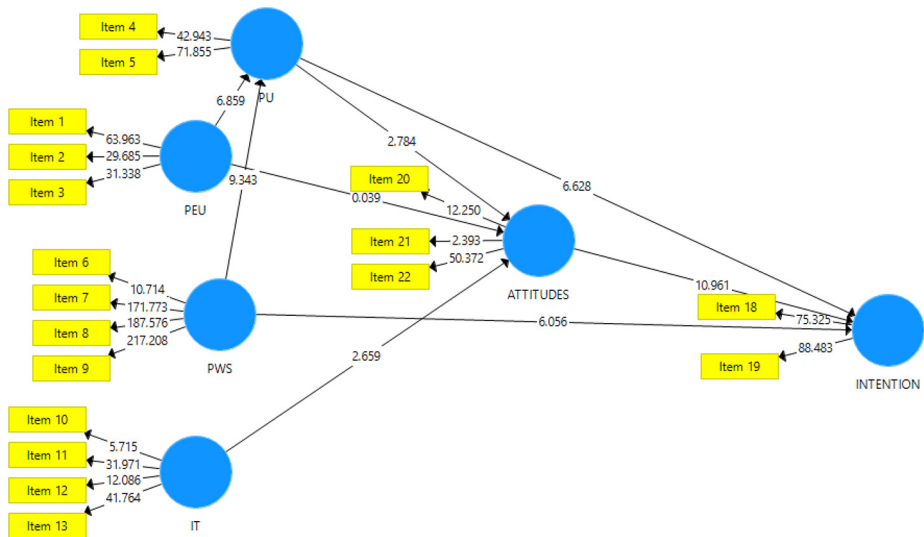 Item 4
42.943
71.855
Item 5
PU
6.859
Item 1
63.963
Item 2
29.685
Item 3
31.338
PEU
9.343
2.784
6.628
Item 20
0.039
12.250
Item 21
2.393
50.372
Item 22
ATTITUDES
Item 6
10.714
Item 7
171.773
Item 8
187.576
217.208
Item 9
PWS
10.961
Item 18
75.325
6.056
88.483
Item 19
INTENTION
2.659
Item 10
5.715
Item 11
31.971
Item 12
12.086
41.764
Item 13
IT